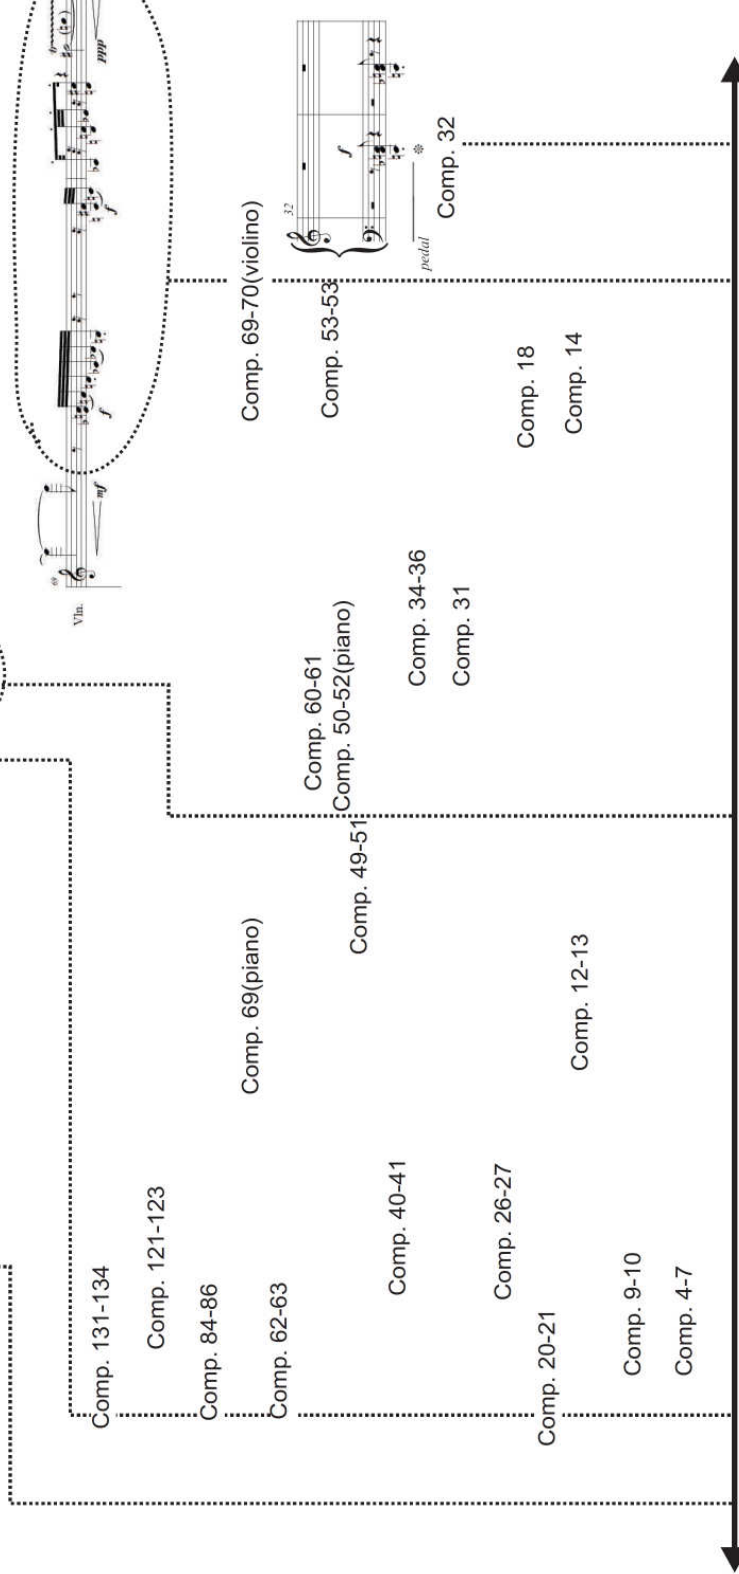 tr
69
Vln.
mf
f
f
ppp
Comp. 131-134
Comp. 121-123
Comp. 84-86
Comp. 69(piano)
Comp. 69-70(violino)
Comp. 62-63
32
Comp. 60-61
Comp. 53-53
Comp. 50-52(piano)
f
Comp. 49-51
Comp. 40-41
Comp. 34-36
pedal
Comp. 32
Comp. 31
Comp. 26-27
Comp. 18
Comp. 20-21
Comp. 14
Comp. 12-13
Comp. 9-10
Comp. 4-7